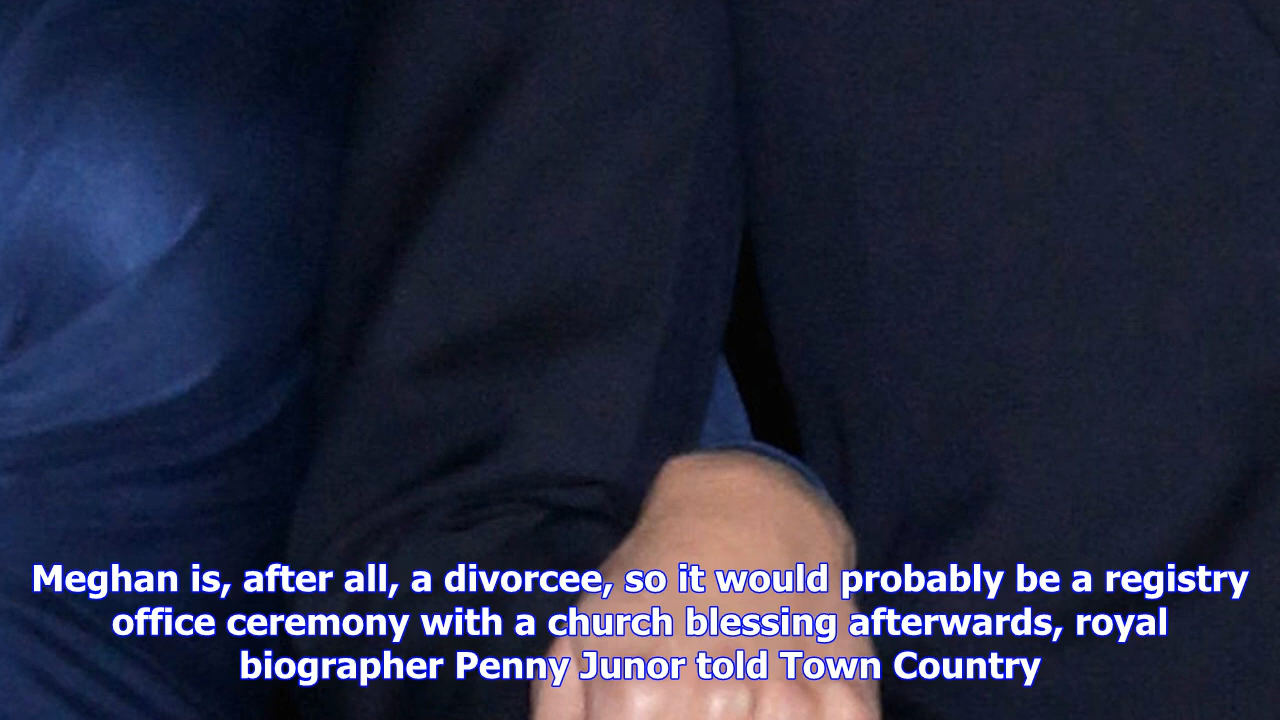 Meghan is, after all, a divorcee, so it would probably be a registry
office ceremony with a church blessing afterwards, royal
biographer Penny Junor told Town Country